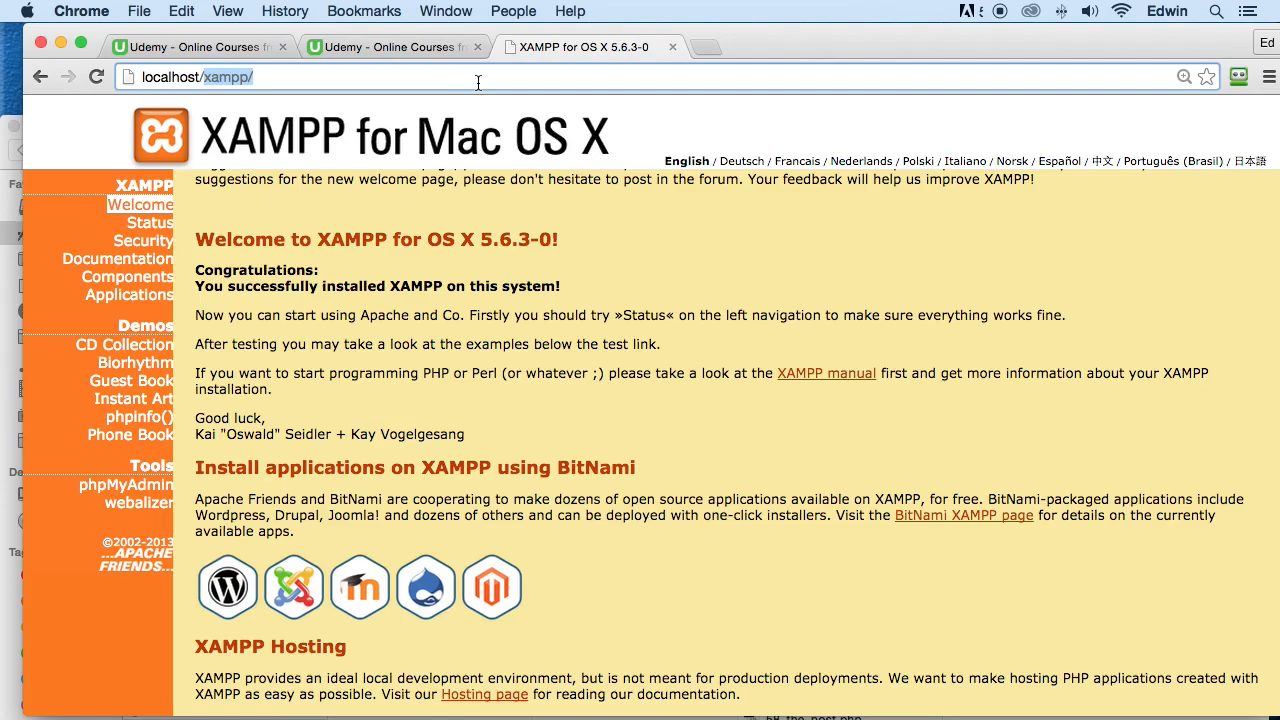 Chrome File Edit View History Bookmarks Window People Help Edwin
Udemy - Online Courses fr
Udemy - Online Courses fr
XAMPP for OS X 5.6.3-0
Ed
localhost/xampp/
XAMPP for Mac OS X
English / Deutsch / Francais / Nederlands / Polski / Italiano / Norsk / Español / 中文 / Português (Brasil) / 日本語
XAMPP
Welcome
Status
Security
Documentation
Components
Applications
Demos
CD Collection
Biorhythm
Guest Book
Instant Art
phpinfo()
Phone Book
Tools
phpMyAdmin
webalizer
©2002-2013
...APACHE
FRIENDS...
suggestions for the new welcome page, please don't hesitate to post in the forum. Your feedback will help us improve XAMPP!
Welcome to XAMPP for OS X 5.6.3-0!
Congratulations:
You successfully installed XAMPP on this system!
Now you can start using Apache and Co. Firstly you should try »Status« on the left navigation to make sure everything works fine.
After testing you may take a look at the examples below the test link.
If you want to start programming PHP or Perl (or whatever ;) please take a look at the XAMPP manual first and get more information about your XAMPP
installation.
Good luck,
Kai "Oswald" Seidler + Kay Vogelgesang
Install applications on XAMPP using BitNami
Apache Friends and BitNami are cooperating to make dozens of open source applications available on XAMPP, for free. BitNami-packaged applications include
Wordpress, Drupal, Joomla! and dozens of others and can be deployed with one-click installers. Visit the BitNami XAMPP page for details on the currently
available apps.
XAMPP Hosting
XAMPP provides an ideal local development environment, but is not meant for production deployments. We want to make hosting PHP applications created with
XAMPP as easy as possible. Visit our Hosting page for reading our documentation.